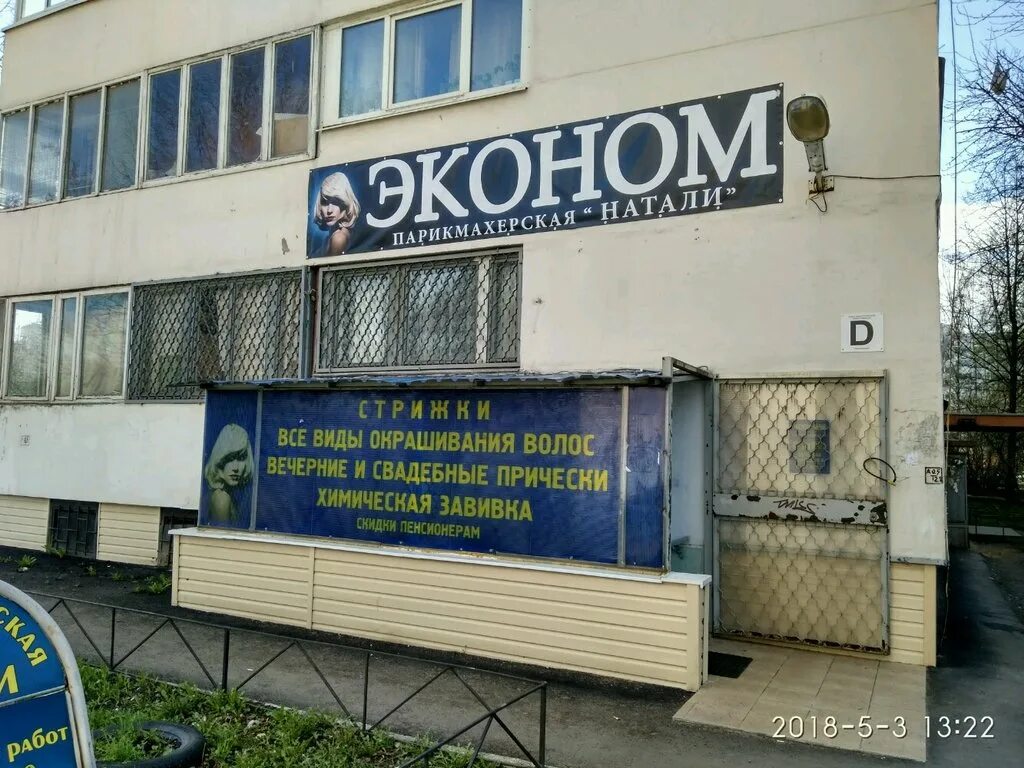 ЭКОНОМ
ПАРИКМАХЕРСКАЯ "НАТАЛИ"
D
СТРИЖКИ
ВСЕ ВИДЫ ОКРАШИВАНИЯ ВОЛОС
ВЕЧЕРНИЕ И СВАДЕБНЫЕ ПРИЧЕСКИ
ХИМИЧЕСКАЯ ЗАВИВКА
СКИДКИ ПЕНСИОНЕРАМ
СКАЯ
И
работ
2018-5-3 13:22